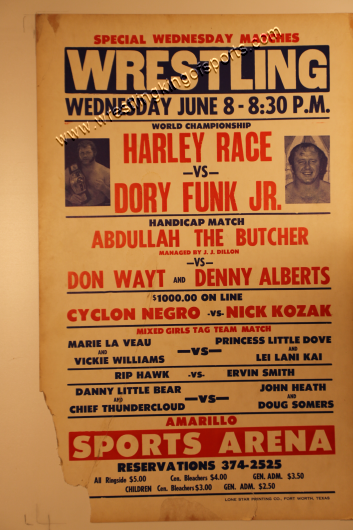 SPECIAL WEDNESDAY MATCHES
WRESTLING
WEDNESDAY JUNE 8 - 8:30 P.M.
WORLD CHAMPIONSHIP
HARLEY RACE
-VS-
DORY FUNK JR.
HANDICAP MATCH
ABDULLAH THE BUTCHER
MANAGED BY J. J. DILLON
-VS-
DON WAYT AND DENNY ALBERTS
$1000.00 ON LINE
CYCLON NEGRO -VS- NICK KOZAK
MIXED GIRLS TAG TEAM MATCH
MARIE LA VEAU AND VICKIE WILLIAMS
-VS-
PRINCESS LITTLE DOVE AND LEI LANI KAI
RIP HAWK -VS- ERVIN SMITH
DANNY LITTLE BEAR AND CHIEF THUNDERCLOUD
-VS-
JOHN HEATH AND DOUG SOMERS
AMARILLO
SPORTS ARENA
RESERVATIONS 374-2525
All Ringside $5.00 Cen. Bleachers $4.00 GEN. ADM. $3.50
CHILDREN Cen. Bleachers $3.00 GEN. ADM. $2.50
LONE STAR PRINTING CO., FORT WORTH, TEXAS
www.wrestlingkingofsports.com